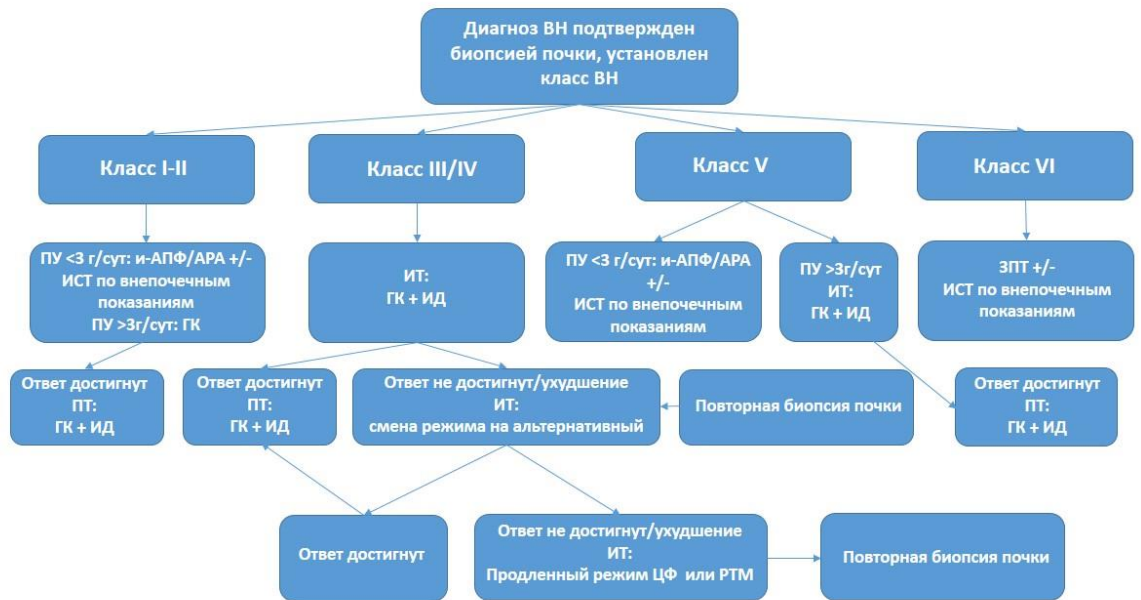 Диагноз ВН подтвержден
биопсией почки, установлен
класс ВН
Класс I-II
Класс III/IV
Класс V
Класс VI
ПУ <3 г/сут: и-АПФ/АРА +/-
ИСТ по внепочечным
показаниям
ПУ >3г/сут: ГК
ИТ:
ГК + ИД
ПУ <3 г/сут: и-АПФ/АРА
+/-
ИСТ по внепочечным
показаниям
ПУ >3г/сут
ИТ:
ГК + ИД
ЗПТ +/-
ИСТ по внепочечным
показаниям
Ответ достигнут
ПТ:
ГК + ИД
Ответ достигнут
ПТ:
ГК + ИД
Ответ не достигнут/ухудшение
ИТ:
смена режима на альтернативный
Повторная биопсия почки
Ответ достигнут
ПТ:
ГК + ИД
Ответ достигнут
Ответ не достигнут/ухудшение
ИТ:
Продленный режим ЦФ или РТМ
Повторная биопсия почки